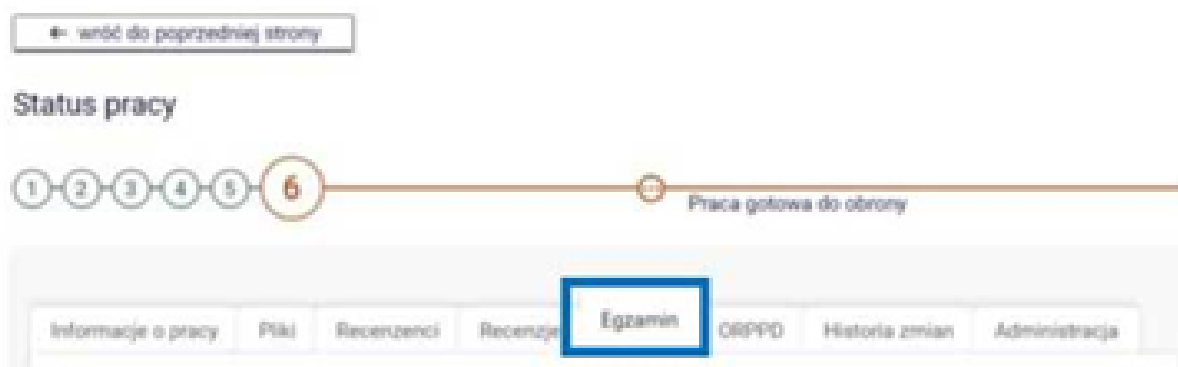 ← wróć do poprzedniej strony
Status pracy
1 2 3 4 5 6
Praca gotowa do obrony
Informacje o pracy Pliki Recenzenci Recenzje Egzamin ORPPD Historia zmian Administracja